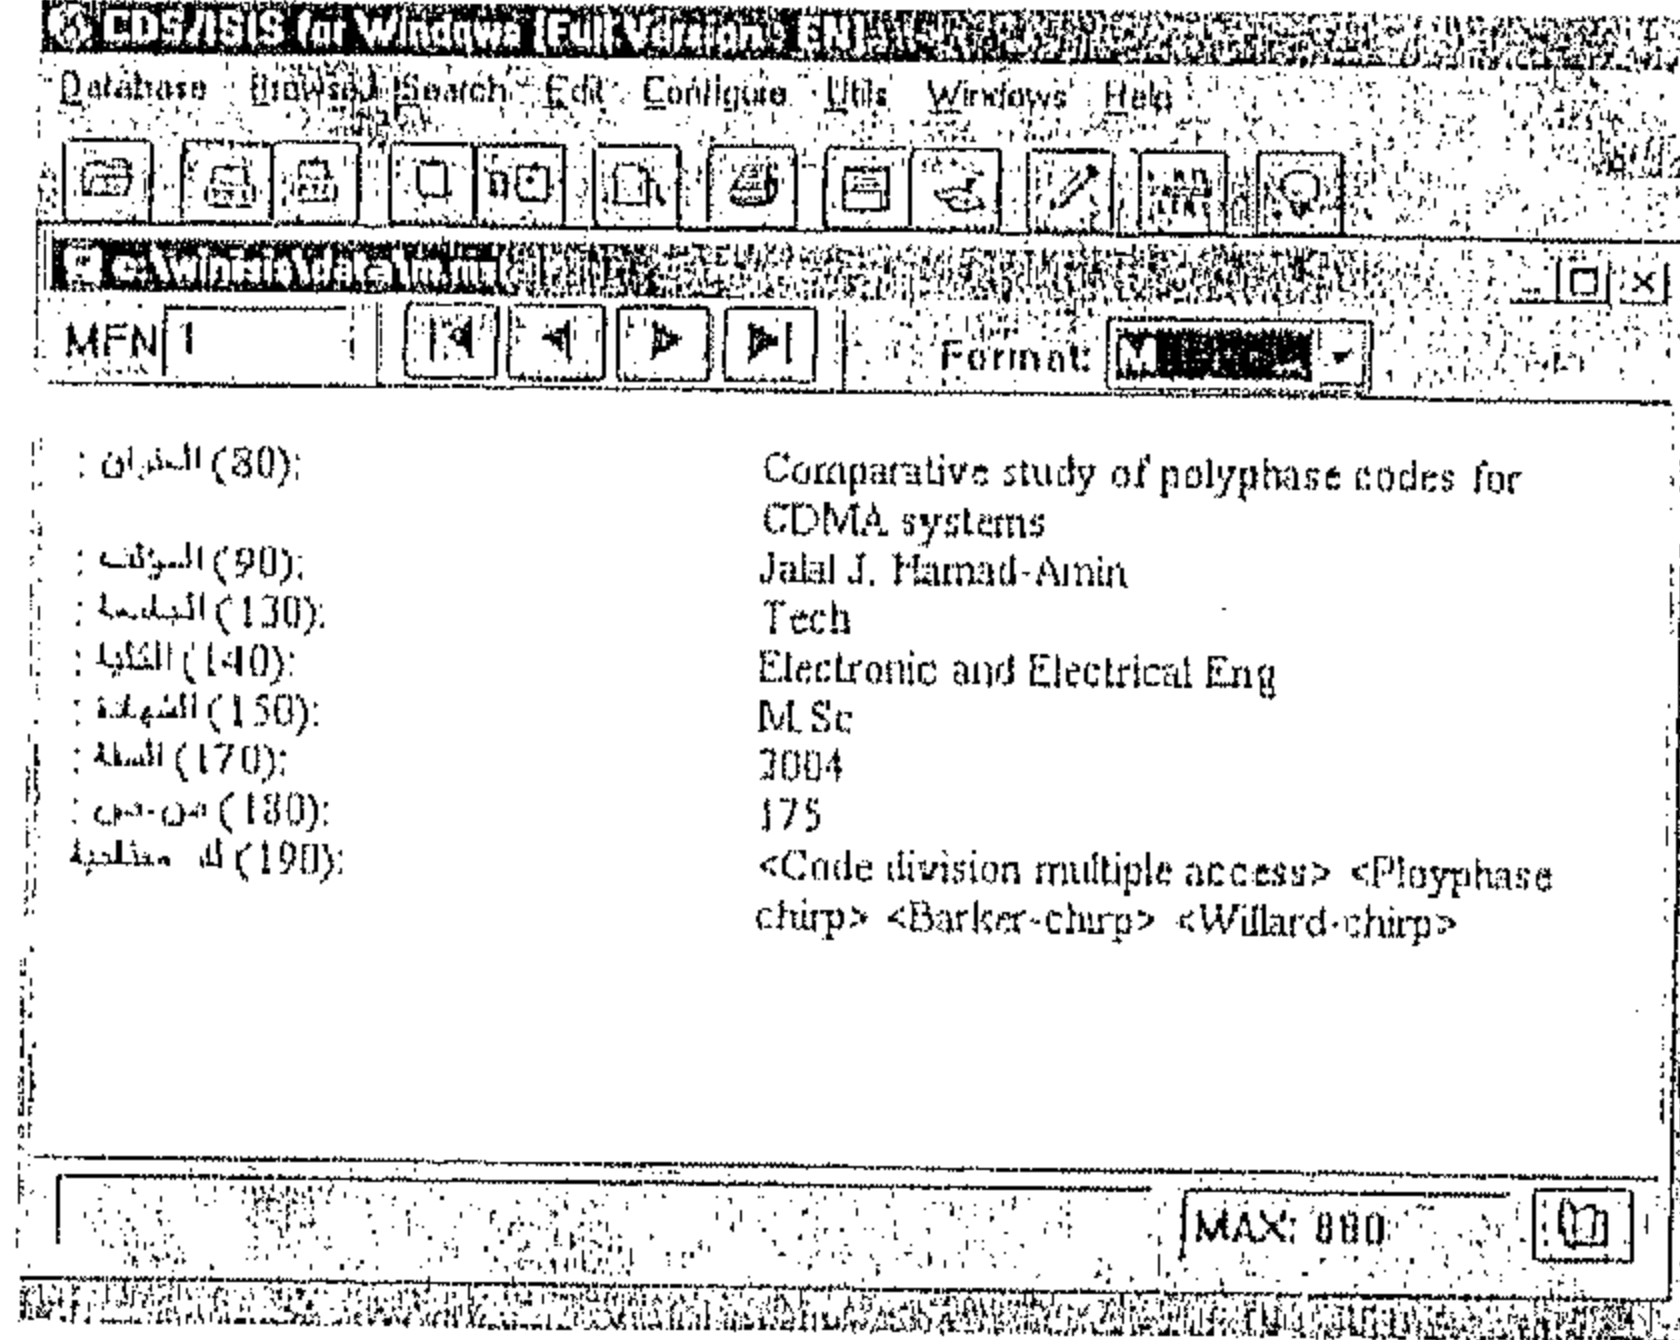 CDS/ISIS for Windows (Full Version - EN)
Database Browse Search Edit Configure Utils Windows Help
c:\winisis\data\m.mst
MFN 1 Format:
العنوان (80): Comparative study of polyphase codes for
CDMA systems
المؤلف (90): Jalal J. Hamad-Amin
الجامعة (130): Tech
الكلية (140): Electronic and Electrical Eng
الشهادة (150): M.Sc
السنة (170): 2004
ص-ص (180): 175
(190): <Code division multiple access> <Ployphase
chirp> <Barker-chirp> <Willard-chirp>
MAX: 880